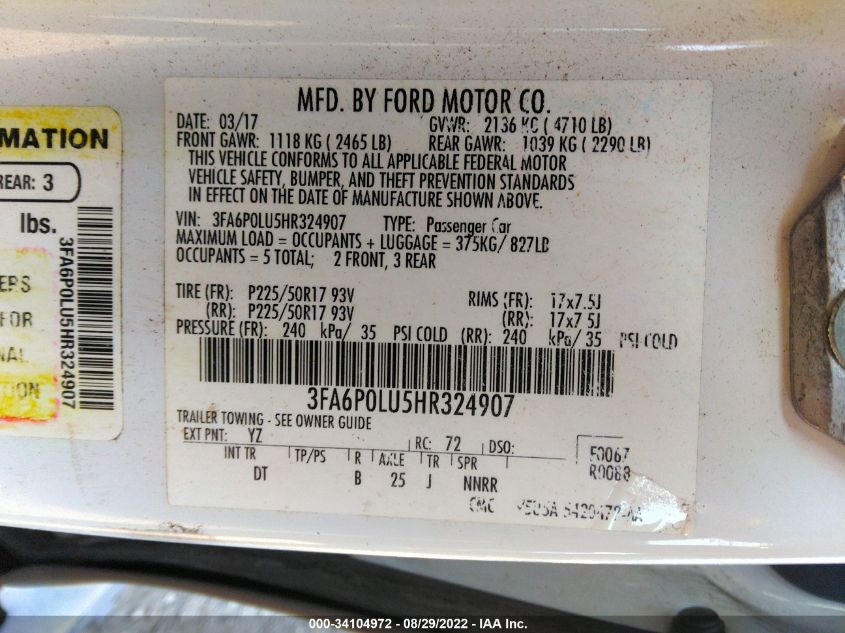 MFD. BY FORD MOTOR CO.
DATE: 03/17 GVWR: 2136 KG ( 4710 LB)
FRONT GAWR: 1118 KG ( 2465 LB) REAR GAWR: 1039 KG ( 2290 LB)
THIS VEHICLE CONFORMS TO ALL APPLICABLE FEDERAL MOTOR
VEHICLE SAFETY, BUMPER, AND THEFT PREVENTION STANDARDS
IN EFFECT ON THE DATE OF MANUFACTURE SHOWN ABOVE.
VIN: 3FA6P0LU5HR324907 TYPE: Passenger Car
MAXIMUM LOAD = OCCUPANTS + LUGGAGE = 375KG/ 827LB
OCCUPANTS = 5 TOTAL; 2 FRONT, 3 REAR
TIRE (FR): P225/50R17 93V RIMS (FR): 17x7.5J
(RR): P225/50R17 93V (RR): 17x7.5J
PRESSURE (FR): 240 kPa/ 35 PSI COLD (RR): 240 kPa/ 35 PSI COLD
3FA6P0LU5HR324907
TRAILER TOWING - SEE OWNER GUIDE
EXT PNT: YZ RC: 72 DSO: F0067
INT TR TP/PS R AXLE TR SPR R0088
DT B 25 J NNRR
CMC
MATION
REAR: 3
lbs.
ERS
FOR
NAL
ION
3FA6P0LU5HR324907
000-34104972 - 08/29/2022 - IAA Inc.